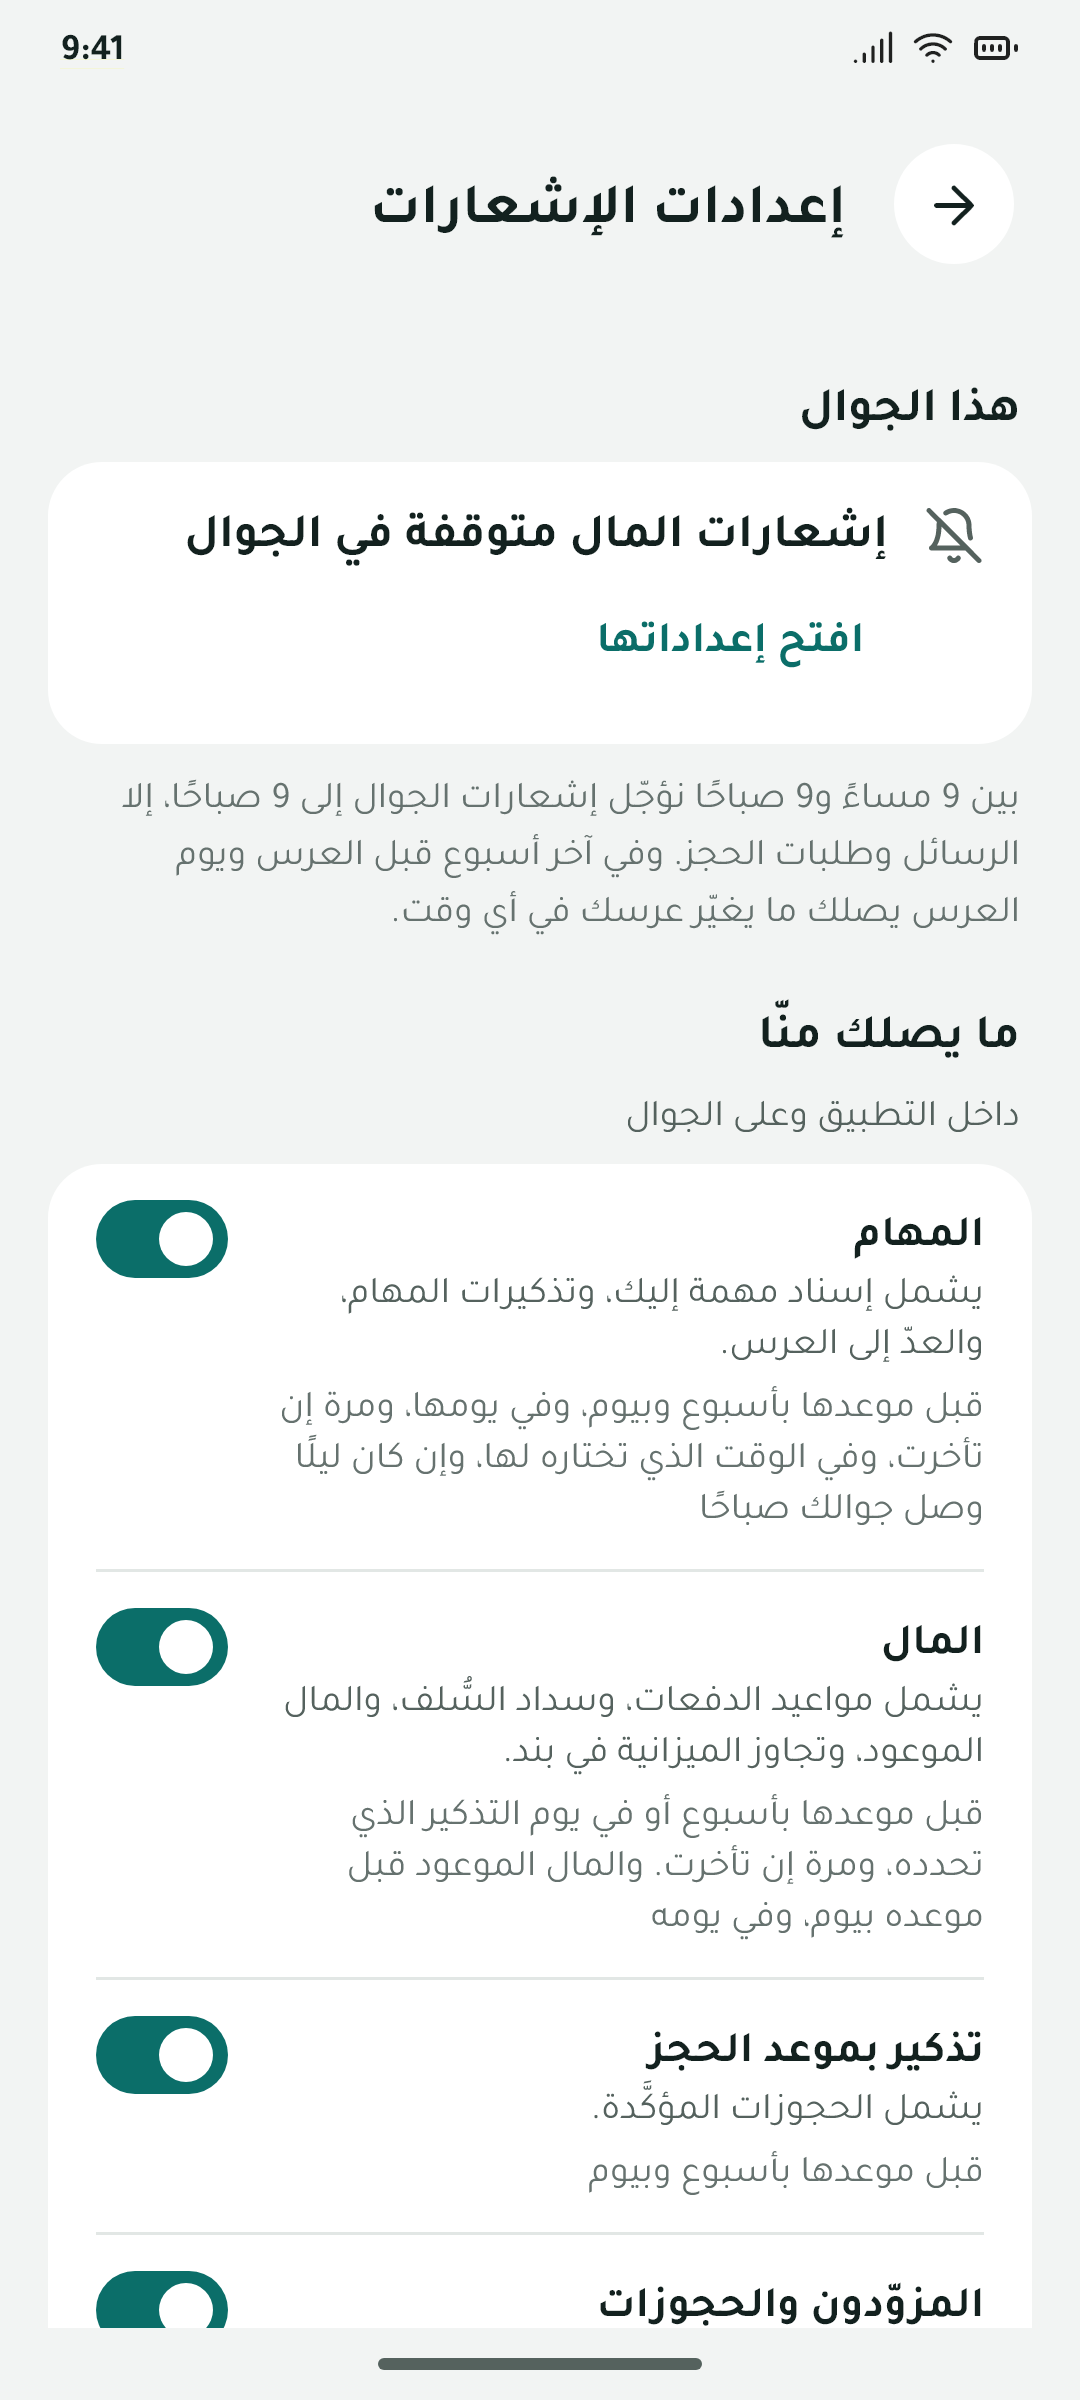 9:41
إعدادات الإشعارات
هذا الجوال
إشعارات المال متوقفة في الجوال
افتح إعداداتها
بين 9 مساءً و9 صباحًا نؤجّل إشعارات الجوال إلى 9 صباحًا، إلا
الرسائل وطلبات الحجز. وفي آخر أسبوع قبل العرس ويوم
العرس يصلك ما يغيّر عرسك في أي وقت.
ما يصلك منّا
داخل التطبيق وعلى الجوال
المهام
يشمل إسناد مهمة إليك، وتذكيرات المهام،
والعدّ إلى العرس.
قبل موعدها بأسبوع وبيوم، وفي يومها، ومرة إن
تأخرت، وفي الوقت الذي تختاره لها، وإن كان ليلًا
وصل جوالك صباحًا
المال
يشمل مواعيد الدفعات، وسداد السُّلف، والمال
الموعود، وتجاوز الميزانية في بند.
قبل موعدها بأسبوع أو في يوم التذكير الذي
تحدده، ومرة إن تأخرت. والمال الموعود قبل
موعده بيوم، وفي يومه
تذكير بموعد الحجز
يشمل الحجوزات المؤكَّدة.
قبل موعدها بأسبوع وبيوم
المزوّدون والحجوزات